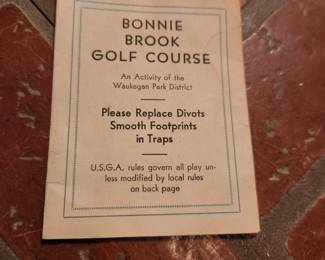 BONNIE
BROOK
GOLF COURSE
An Activity of the
Waukegan Park District
Please Replace Divots
Smooth Footprints
in Traps
U.S.G.A. rules govern all play un-
less modified by local rules
on back page